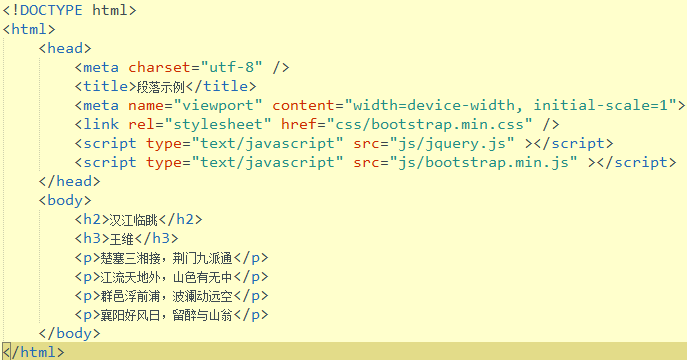 <!DOCTYPE html>
<html>
    <head>
        <meta charset="utf-8" />
        <title>段落示例</title>
        <meta name="viewport" content="width=device-width, initial-scale=1">
        <link rel="stylesheet" href="css/bootstrap.min.css" />
        <script type="text/javascript" src="js/jquery.js" ></script>
        <script type="text/javascript" src="js/bootstrap.min.js" ></script>
    </head>
    <body>
        <h2>汉江临眺</h2>
        <h3>王维</h3>
        <p>楚塞三湘接，荆门九派通</p>
        <p>江流天地外，山色有无中</p>
        <p>群邑浮前浦，波澜动远空</p>
        <p>襄阳好风日，留醉与山翁</p>
    </body>
</html>